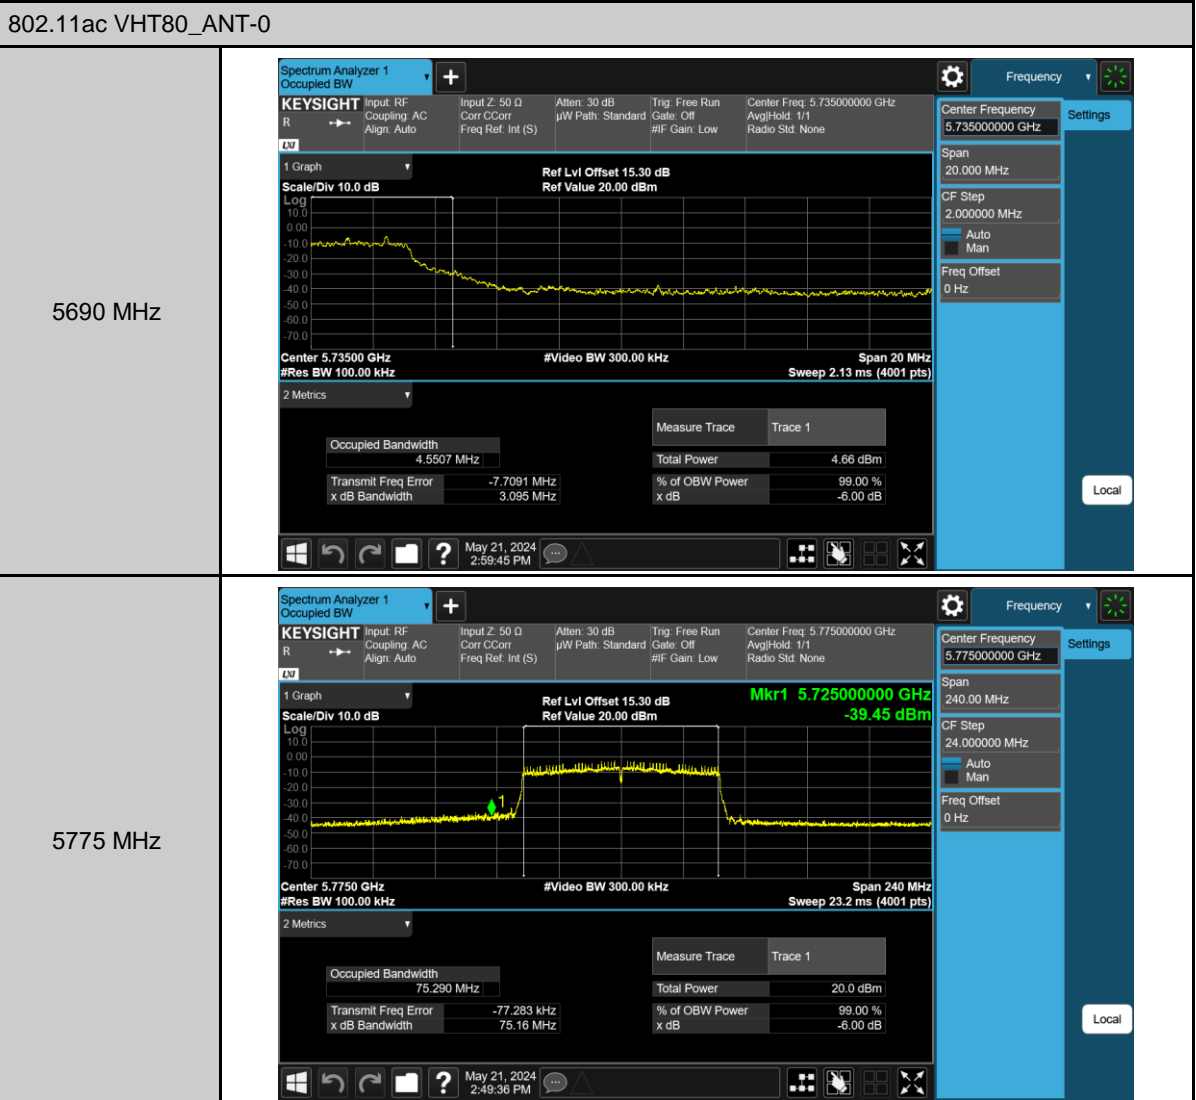 802.11ac VHT80_ANT-0
5690 MHz
Spectrum Analyzer 1
Occupied BW
Frequency
KEYSIGHT
R
LXI
Input: RF
Coupling: AC
Align: Auto
Input Z: 50 Ω
Corr CCorr
Freq Ref: Int (S)
Atten: 30 dB
µW Path: Standard
Trig: Free Run
Gate: Off
#IF Gain: Low
Center Freq: 5.735000000 GHz
Avg|Hold: 1/1
Radio Std: None
Center Frequency
5.735000000 GHz
Settings
Span
20.000 MHz
CF Step
2.000000 MHz
Auto
Man
Freq Offset
0 Hz
Local
1 Graph
Scale/Div 10.0 dB
Ref Lvl Offset 15.30 dB
Ref Value 20.00 dBm
Log
10.0
0.00
-10.0
-20.0
-30.0
-40.0
-50.0
-60.0
-70.0
Center 5.73500 GHz
#Video BW 300.00 kHz
Span 20 MHz
#Res BW 100.00 kHz
Sweep 2.13 ms (4001 pts)
2 Metrics
Measure Trace Trace 1
Occupied Bandwidth
4.5507 MHz
Total Power 4.66 dBm
Transmit Freq Error -7.7091 MHz
% of OBW Power 99.00 %
x dB Bandwidth 3.095 MHz
x dB -6.00 dB
?
May 21, 2024
2:59:45 PM
5775 MHz
Spectrum Analyzer 1
Occupied BW
Frequency
KEYSIGHT
R
LXI
Input: RF
Coupling: AC
Align: Auto
Input Z: 50 Ω
Corr CCorr
Freq Ref: Int (S)
Atten: 30 dB
µW Path: Standard
Trig: Free Run
Gate: Off
#IF Gain: Low
Center Freq: 5.775000000 GHz
Avg|Hold: 1/1
Radio Std: None
Center Frequency
5.775000000 GHz
Settings
Span
240.00 MHz
CF Step
24.000000 MHz
Auto
Man
Freq Offset
0 Hz
Local
1 Graph
Scale/Div 10.0 dB
Ref Lvl Offset 15.30 dB
Ref Value 20.00 dBm
Mkr1 5.725000000 GHz
-39.45 dBm
Log
10.0
0.00
-10.0
-20.0
-30.0
1
-40.0
-50.0
-60.0
-70.0
Center 5.7750 GHz
#Video BW 300.00 kHz
Span 240 MHz
#Res BW 100.00 kHz
Sweep 23.2 ms (4001 pts)
2 Metrics
Measure Trace Trace 1
Occupied Bandwidth
75.290 MHz
Total Power 20.0 dBm
Transmit Freq Error -77.283 kHz
% of OBW Power 99.00 %
x dB Bandwidth 75.16 MHz
x dB -6.00 dB
?
May 21, 2024
2:49:36 PM